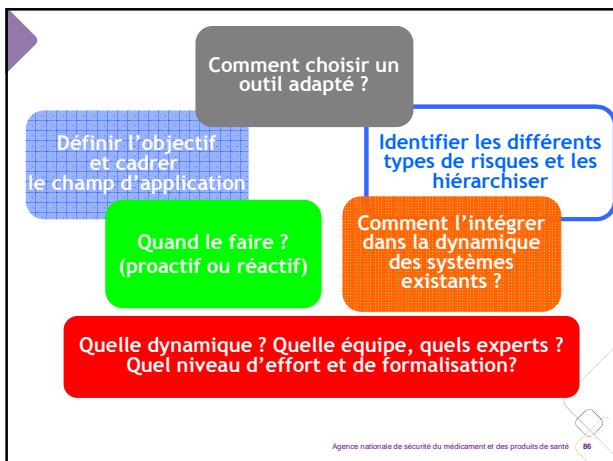 Comment choisir un
outil adapté ?
Définir l’objectif
et cadrer
le champ d’application
Identifier les différents
types de risques et les
hiérarchiser
Quand le faire ?
(proactif ou réactif)
Comment l’intégrer
dans la dynamique
des systèmes
existants ?
Quelle dynamique ? Quelle équipe, quels experts ?
Quel niveau d’effort et de formalisation?
Agence nationale de sécurité du médicament et des produits de santé 86